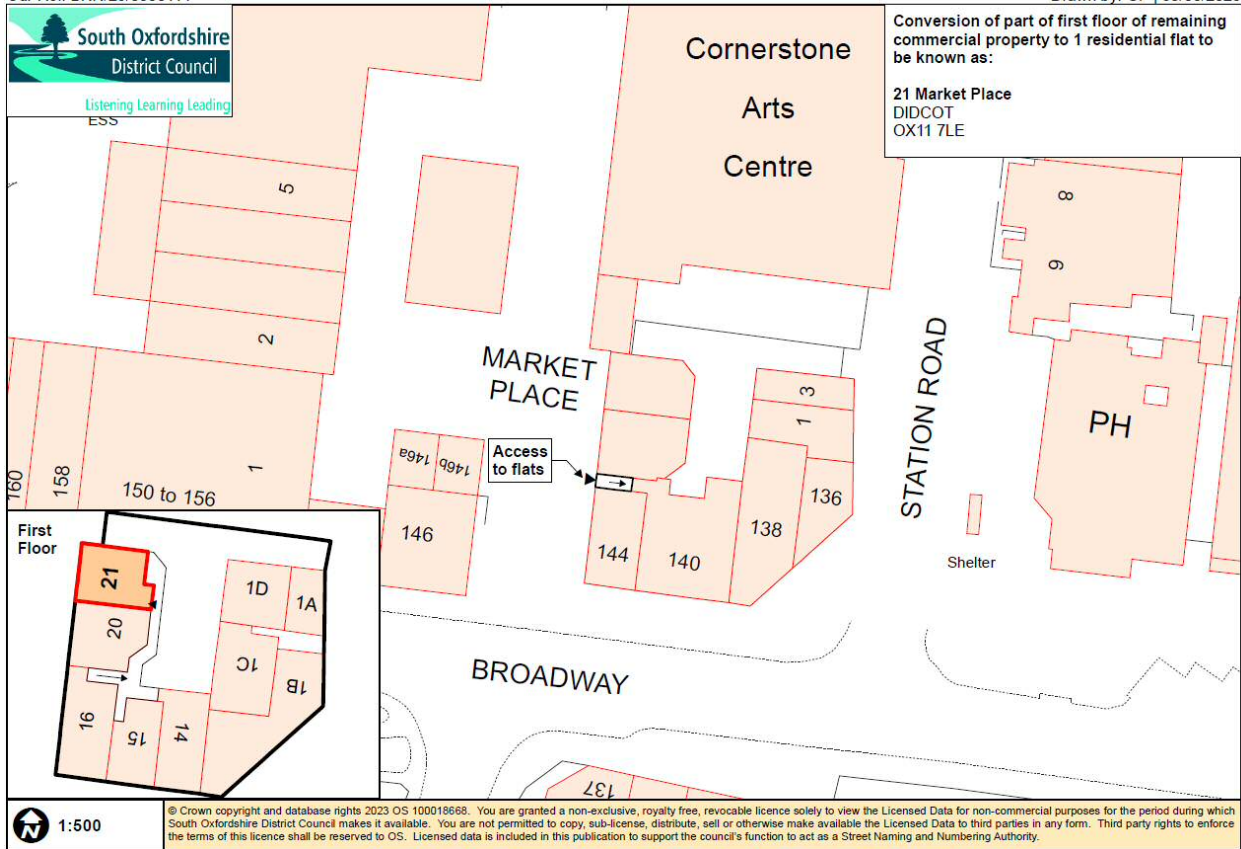 South Oxfordshire
District Council
Listening Learning Leading
ESS
Conversion of part of first floor of remaining
commercial property to 1 residential flat to
be known as:
21 Market Place
DIDCOT
OX11 7LE
Cornerstone
Arts
Centre
5
2
8
6
MARKET
PLACE
STATION ROAD
PH
3
1
Access
to flats
146a
146b
160
158
1
150 to 156
146
144
140
138
136
Shelter
BROADWAY
137
First
Floor
21
20
16
15
14
1D
1A
1C
1B
N
1:500
© Crown copyright and database rights 2023 OS 100018668. You are granted a non-exclusive, royalty free, revocable licence solely to view the Licensed Data for non-commercial purposes for the period during which
South Oxfordshire District Council makes it available. You are not permitted to copy, sub-license, distribute, sell or otherwise make available the Licensed Data to third parties in any form. Third party rights to enforce
the terms of this licence shall be reserved to OS. Licensed data is included in this publication to support the council's function to act as a Street Naming and Numbering Authority.